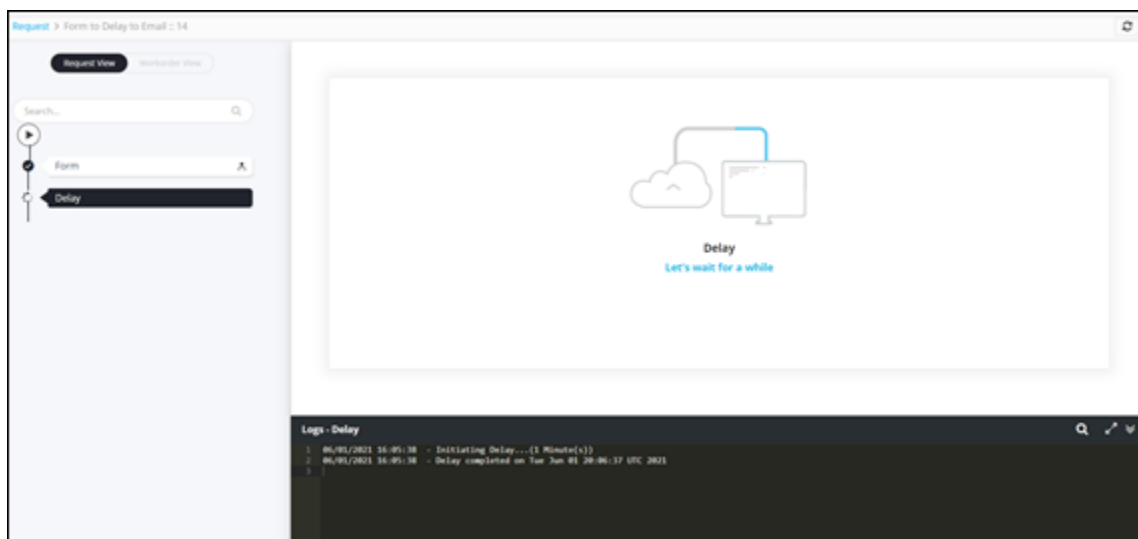 Request > Form to Delay to Email :: 14
Request View Workorder View
Search...
Form
Delay
Delay
Let's wait for a while
Logs - Delay
1 06/01/2021 16:05:38 - Initiating Delay...(1 Minute(s))
2 06/01/2021 16:05:38 - Delay completed on Tue Jun 01 20:06:37 UTC 2021
3